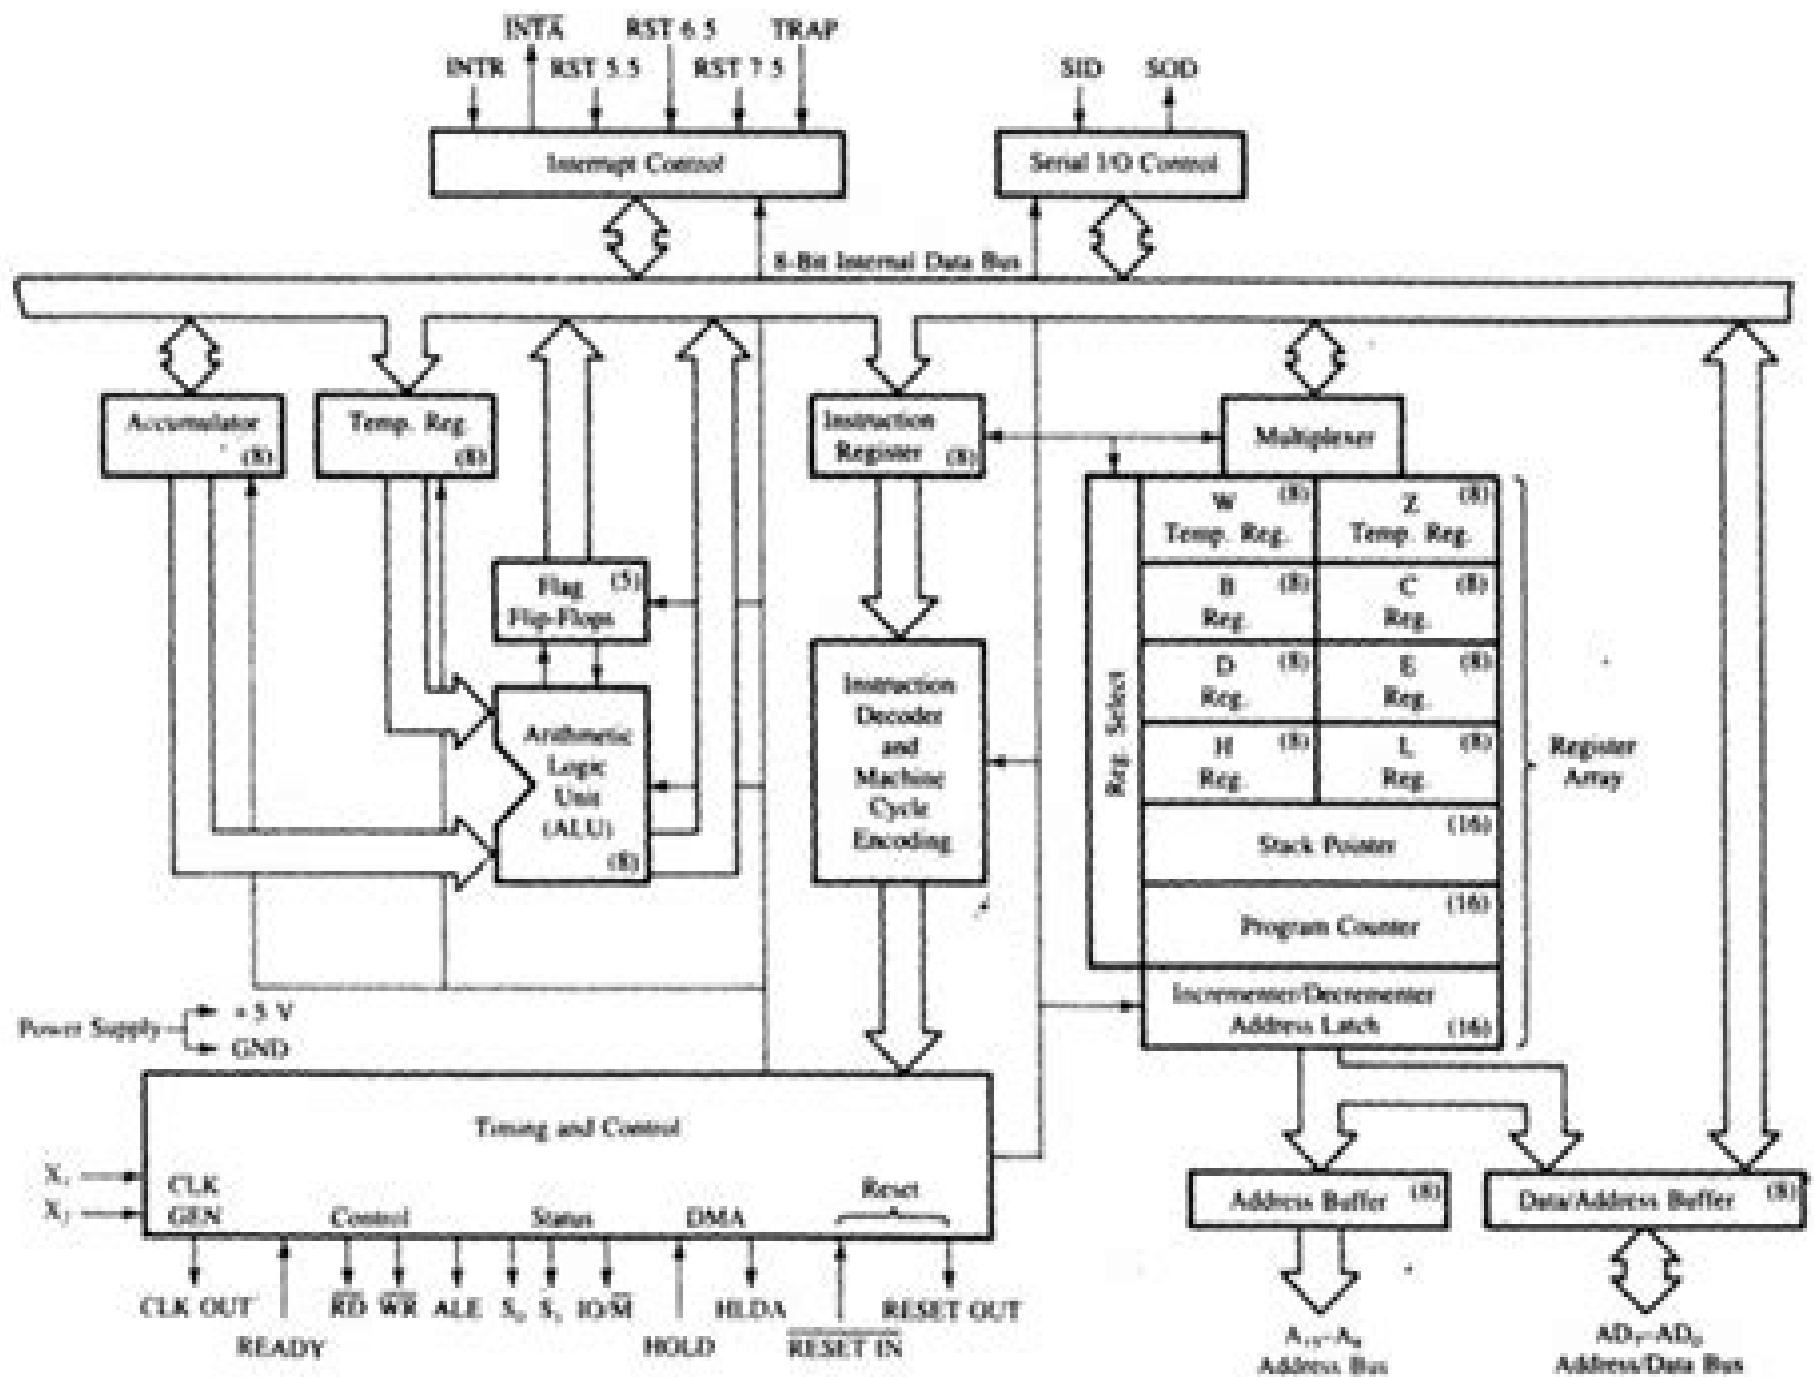 INTA RST 6.5 TRAP
INTR RST 5.5 RST 7.5 SID SOD
Interrupt Control Serial I/O Control
8-Bit Internal Data Bus
Accumulator (8)
Temp. Reg. (8)
Instruction
Register (8)
Multiplexer
Flag (5)
Flip-Flops
Arithmetic
Logic
Unit
(ALU)
(8)
Instruction
Decoder
and
Machine
Cycle
Encoding
Reg. Select
W (8)
Temp. Reg.
Z (8)
Temp. Reg.
B (8)
Reg.
C (8)
Reg.
D (8)
Reg.
E (8)
Reg.
H (8)
Reg.
L (8)
Reg.
(16)
Stack Pointer
(16)
Program Counter
Incrementer/Decrementer
Address Latch (16)
Register
Array
Power Supply
+5 V
GND
Timing and Control
CLK
GEN
Control Status DMA Reset
CLK OUT RD WR ALE S₀ S₁ IO/M HLDA RESET OUT
READY HOLD RESET IN
X₁
X₂
Address Buffer (8)
Data/Address Buffer (8)
A₁₅–A₈
Address Bus
AD₇–AD₀
Address/Data Bus